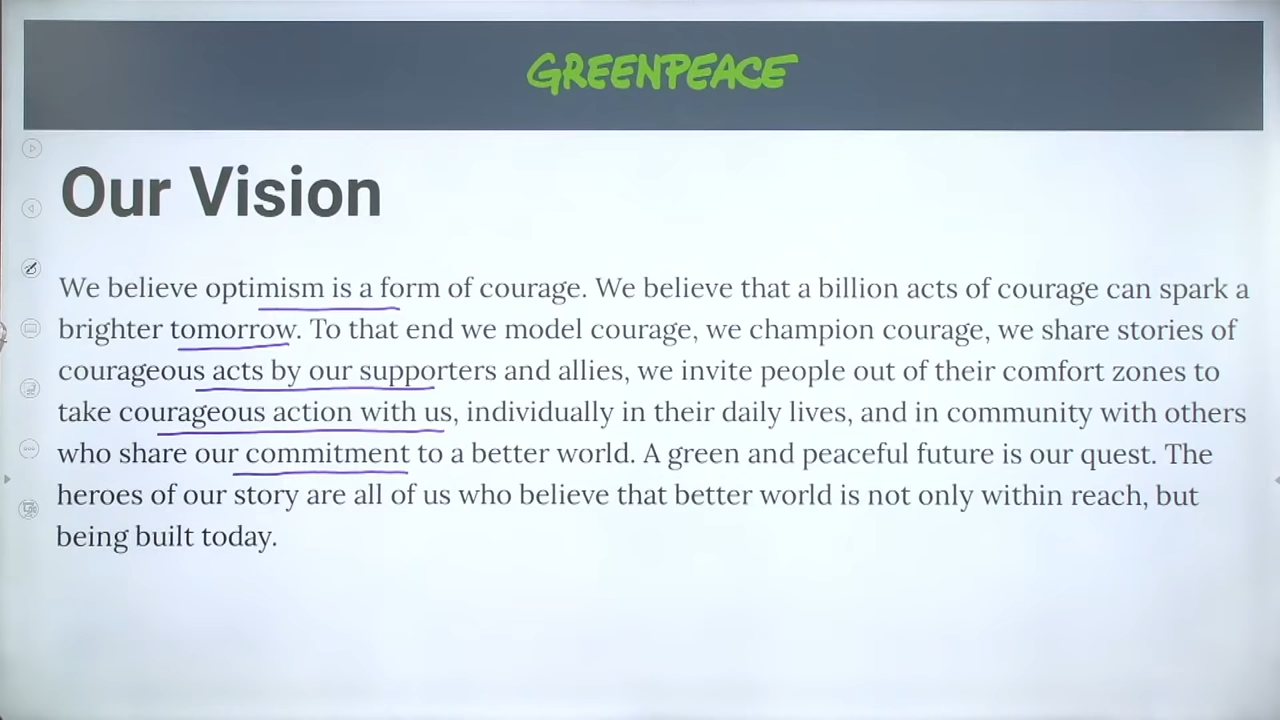 GREENPEACE
Our Vision
We believe optimism is a form of courage. We believe that a billion acts of courage can spark a
brighter tomorrow. To that end we model courage, we champion courage, we share stories of
courageous acts by our supporters and allies, we invite people out of their comfort zones to
take courageous action with us, individually in their daily lives, and in community with others
who share our commitment to a better world. A green and peaceful future is our quest. The
heroes of our story are all of us who believe that better world is not only within reach, but
being built today.